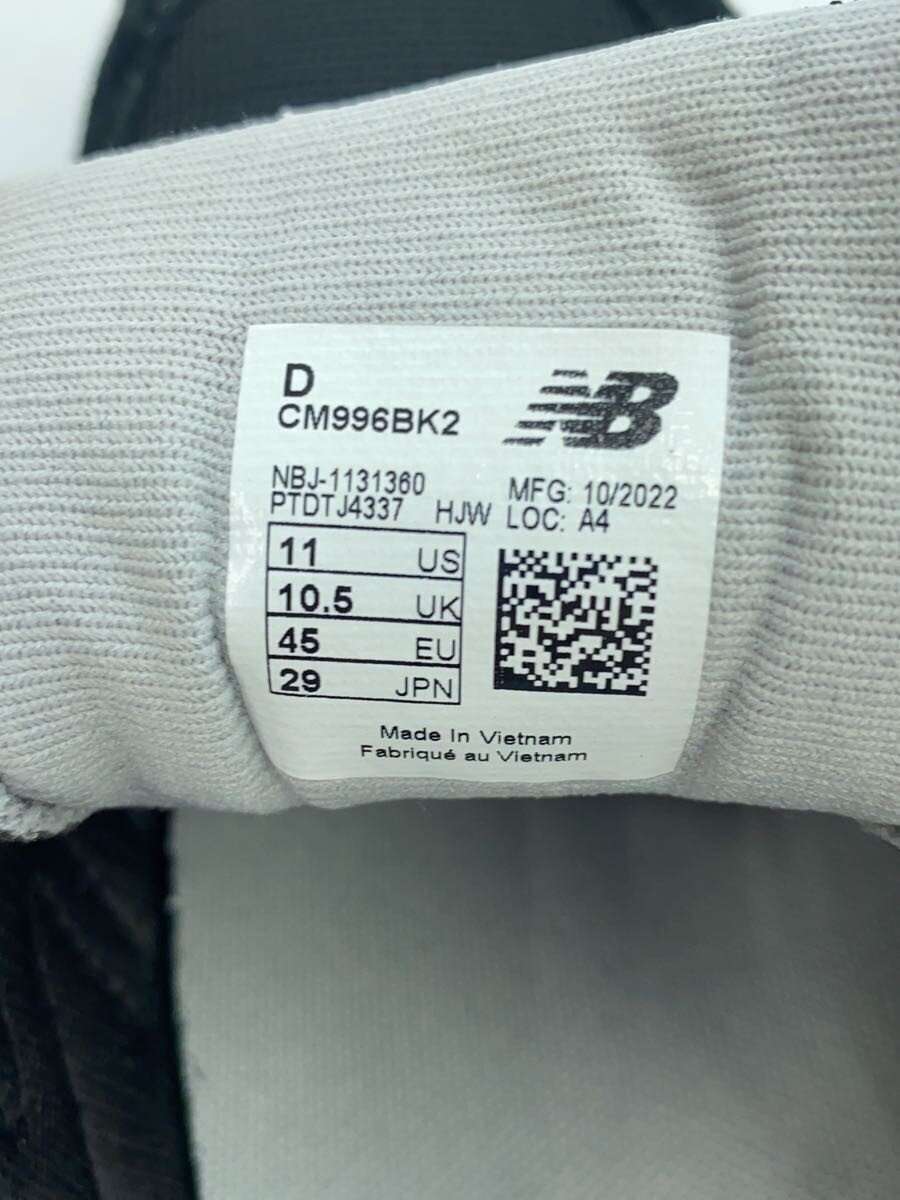 D
CM996BK2
NB
NBJ-1131360
PTDTJ4337 HJW
MFG: 10/2022
LOC: A4
11 US
10.5 UK
45 EU
29 JPN
Made In Vietnam
Fabriqué au Vietnam